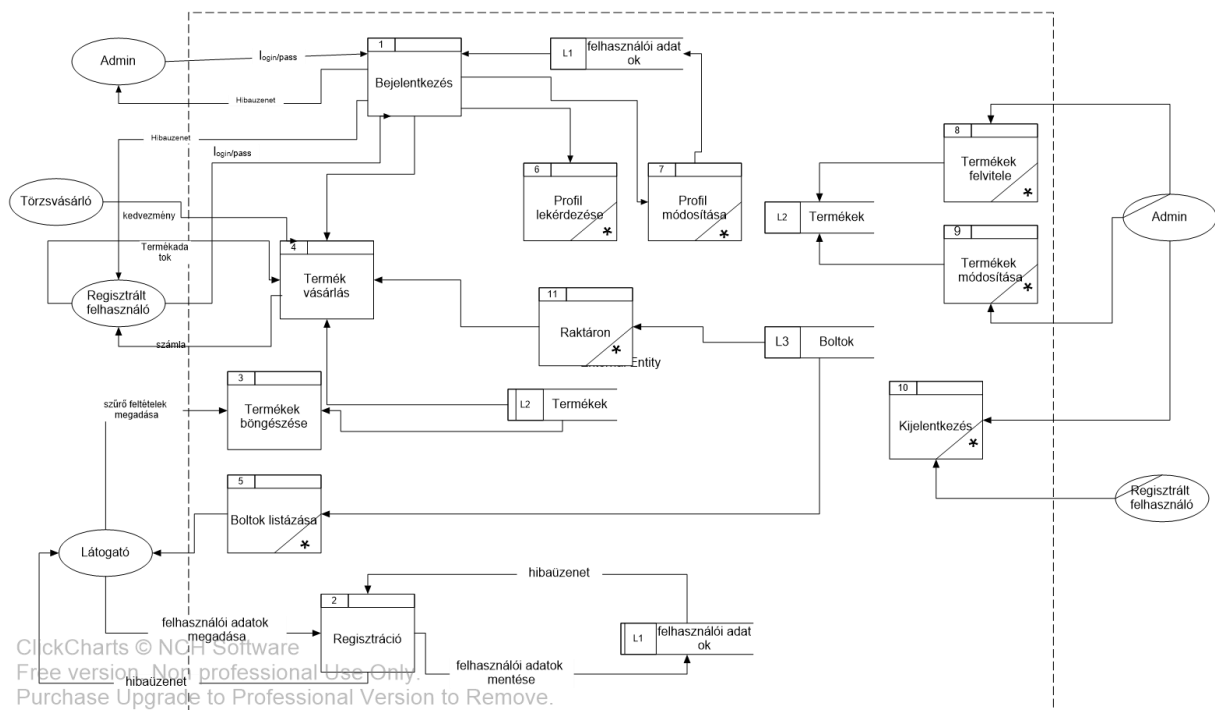 1
Bejelentkezés
L1
felhasználói adat
ok
Admin
login/pass
Hibauzenet
Hibauzenet
login/pass
8
Termékek
felvitele
*
6
Profil
lekérdezése
*
7
Profil
módosítása
*
Törzsvásárló
kedvezmény
L2
Termékek
Admin
9
Termékek
módosítása
*
Termékada
tok
4
Termék
vásárlás
Regisztrált
felhasználó
számla
11
Raktáron
*
L3
Boltok
3
Termékek
böngészése
szűrő feltételek
megadása
L2
Termékek
10
Kijelentkezés
*
5
Boltok listázása
*
Regisztrált
felhasználó
Látogató
hibaüzenet
2
Regisztráció
felhasználói adatok
megadása
L1
felhasználói adat
ok
felhasználói adatok
mentése
hibaüzenet
ClickCharts © NCH Software
Free version. Non professional Use Only.
Purchase Upgrade to Professional Version to Remove.